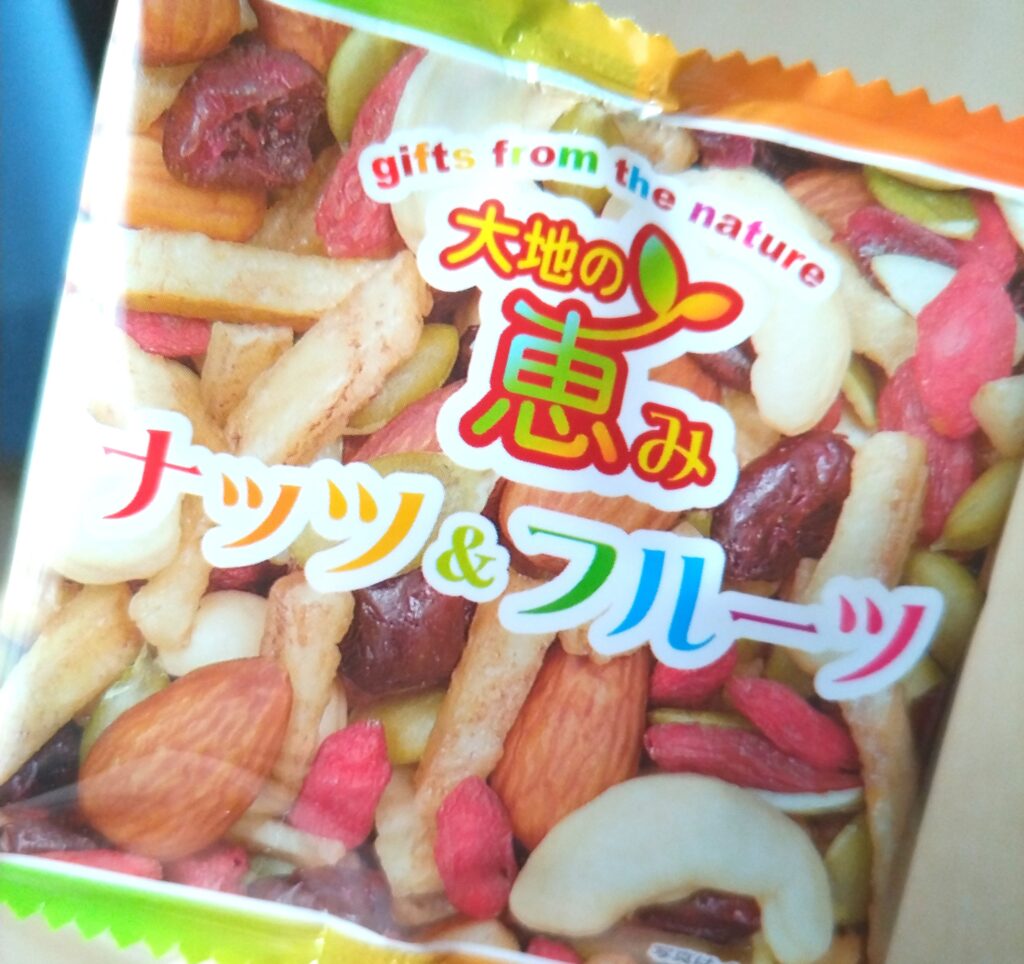 gifts from the nature
大地の
恵み
ナッツ&フルーツ